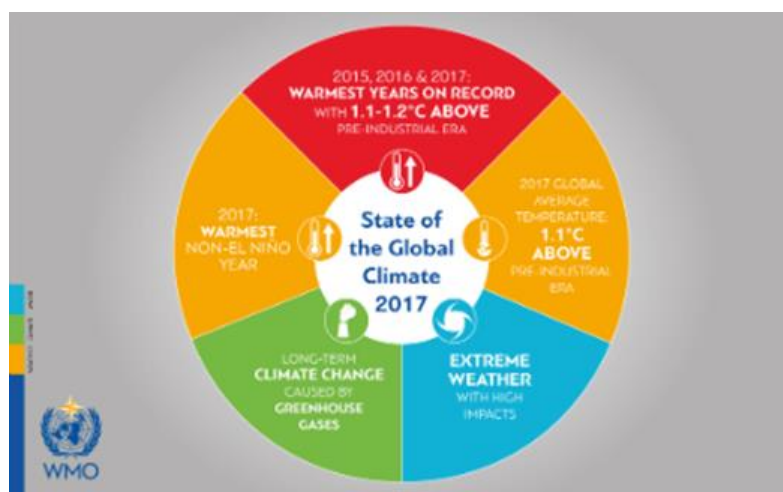 2015, 2016 & 2017:
WARMEST YEARS ON RECORD
WITH 1.1-1.2°C ABOVE
PRE-INDUSTRIAL ERA
2017:
WARMEST
NON-EL NIÑO
YEAR
State of
the Global
Climate
2017
2017 GLOBAL
AVERAGE
TEMPERATURE:
1.1°C
ABOVE
PRE-INDUSTRIAL
ERA
LONG-TERM
CLIMATE CHANGE
CAUSED BY
GREENHOUSE
GASES
EXTREME
WEATHER
WITH HIGH
IMPACTS
WMO